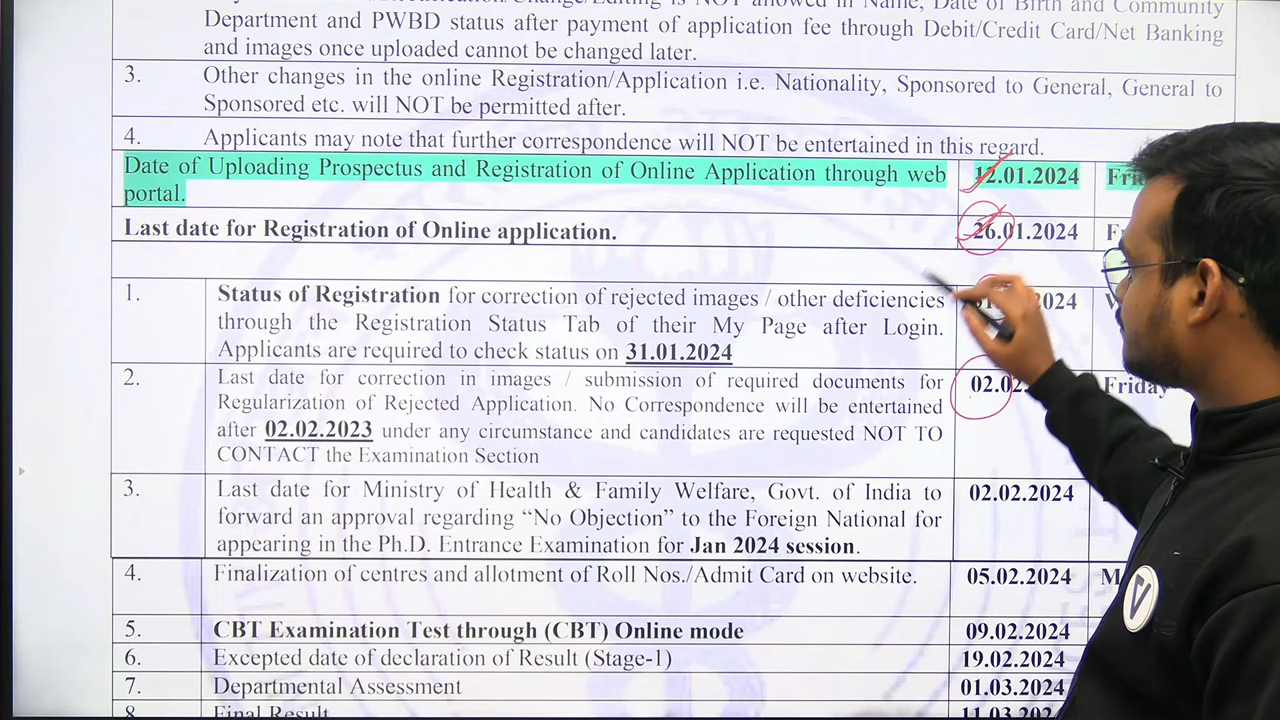 Name, Date of Birth and Community
Department and PWBD status after payment of application fee through Debit/Credit Card/Net Banking
and images once uploaded cannot be changed later.
3. Other changes in the online Registration/Application i.e. Nationality, Sponsored to General, General to
Sponsored etc. will NOT be permitted after.
4. Applicants may note that further correspondence will NOT be entertained in this regard.
Date of Uploading Prospectus and Registration of Online Application through web 12.01.2024
portal.
Last date for Registration of Online application. 26.01.2024
1. Status of Registration for correction of rejected images / other deficiencies
through the Registration Status Tab of their My Page after Login.
Applicants are required to check status on 31.01.2024
2. Last date for correction in images / submission of required documents for 02.02. Friday
Regularization of Rejected Application. No Correspondence will be entertained
after 02.02.2023 under any circumstance and candidates are requested NOT TO
CONTACT the Examination Section
3. Last date for Ministry of Health & Family Welfare, Govt. of India to 02.02.2024
forward an approval regarding “No Objection” to the Foreign National for
appearing in the Ph.D. Entrance Examination for Jan 2024 session.
4. Finalization of centres and allotment of Roll Nos./Admit Card on website. 05.02.2024
5. CBT Examination Test through (CBT) Online mode 09.02.2024
6. Excepted date of declaration of Result (Stage-1) 19.02.2024
7. Departmental Assessment 01.03.2024
8. Final Result 11.03.2024